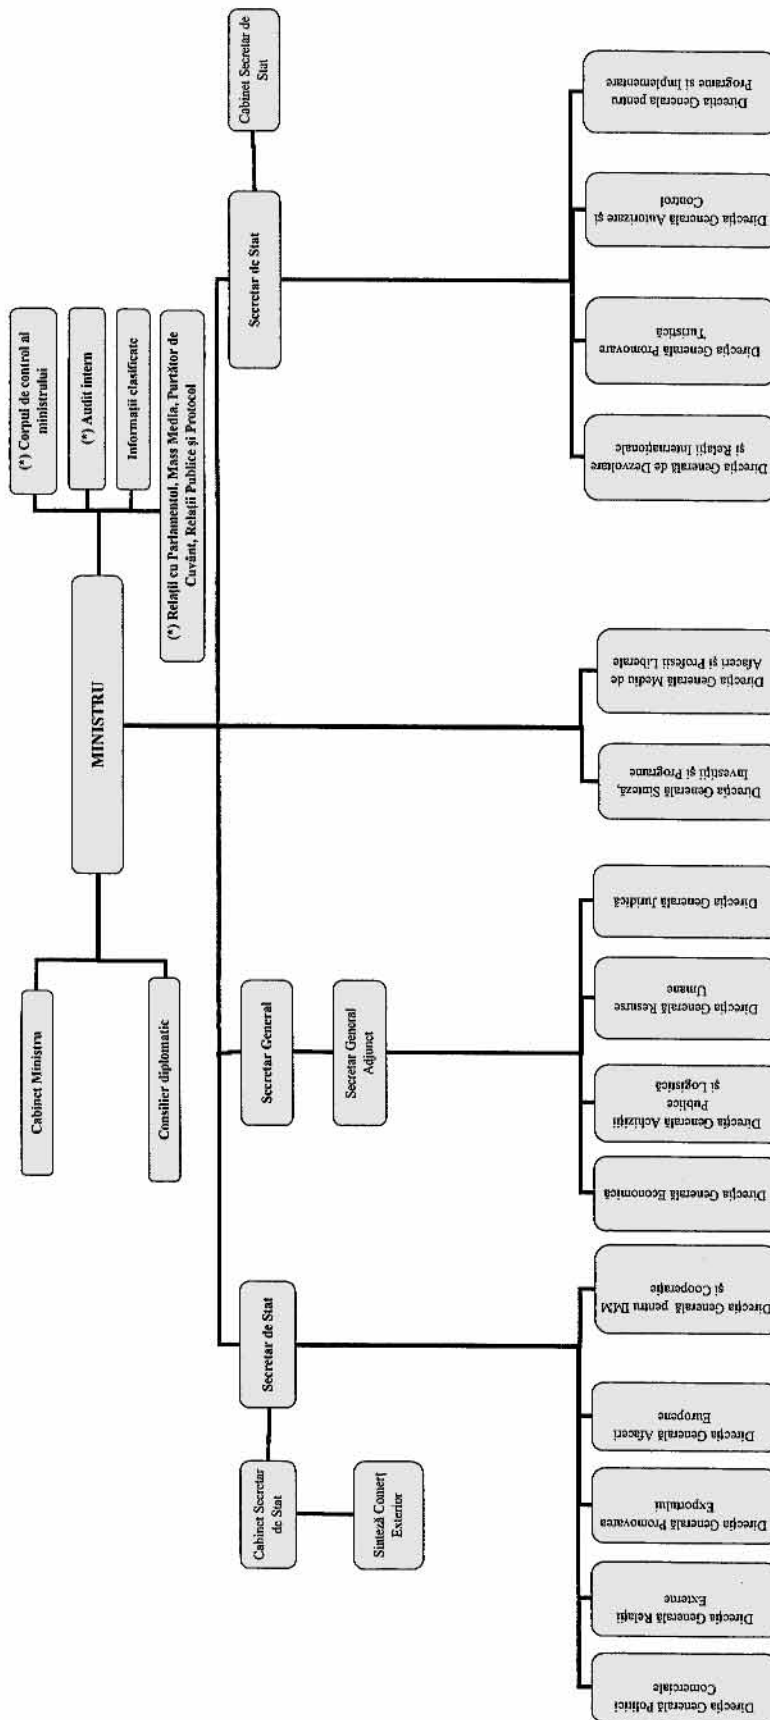 (*) Corpul de control al
ministrului
(*) Audit intern
Informații clasificate
(*) Relații cu Parlamentul, Mass Media, Purtător de
Cuvânt, Relații Publice și Protocol
MINISTRU
Cabinet Ministru
Consilier diplomatic
Cabinet Secretar
de Stat
Sinteză Comerț
Exterior
Secretar de Stat
Secretar General
Secretar General
Adjunct
Secretar de Stat
Cabinet Secretar de
Stat
Direcția Generală Politici
Comerciale
Direcția Generală Relații
Externe
Direcția Generală Promovarea
Exportului
Direcția Generală Afaceri
Europene
Direcția Generală pentru IMM
și Cooperație
Direcția Generală Economică
Direcția Generală Achiziții
Publice
și Logistică
Direcția Generală Resurse
Umane
Direcția Generală Juridică
Direcția Generală Sinteză,
Investiții și Programe
Direcția Generală Mediu de
Afaceri și Profesii Liberale
Direcția Generală de Dezvoltare
și Relații Internaționale
Direcția Generală Promovare
Turistică
Direcția Generală Autorizare și
Control
Directia Generala pentru
Programe si Implementare